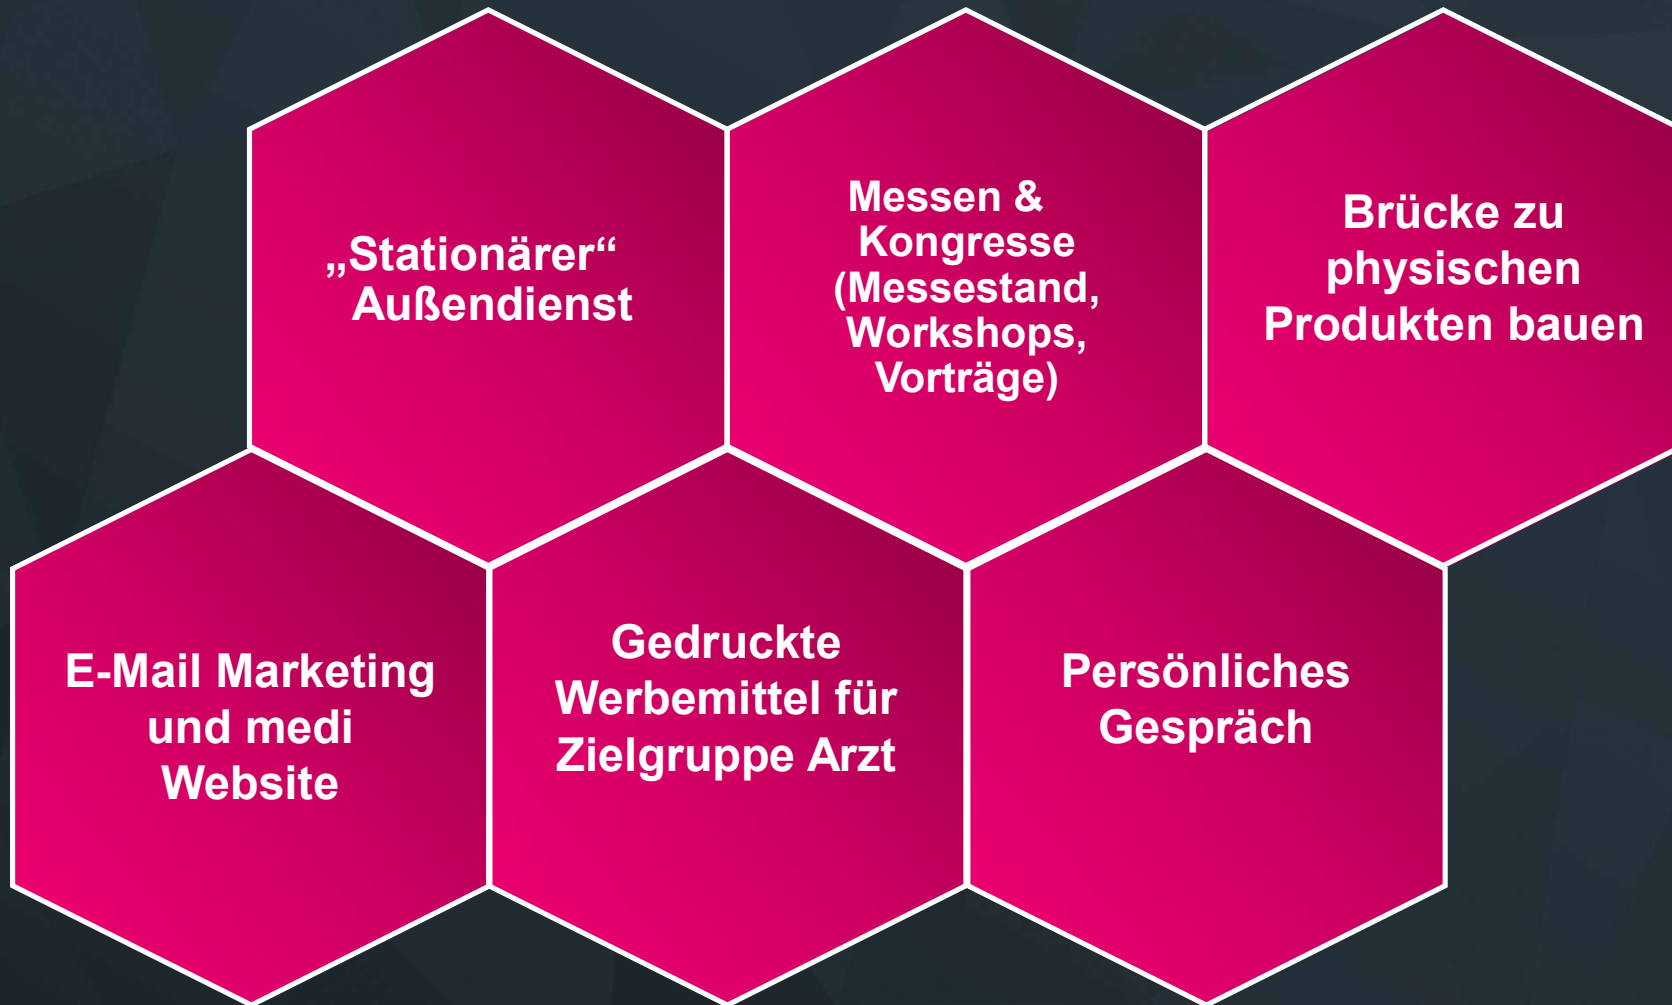 „Stationärer“
Außendienst
Messen &
Kongresse
(Messestand,
Workshops,
Vorträge)
Brücke zu
physischen
Produkten bauen
E-Mail Marketing
und medi
Website
Gedruckte
Werbemittel für
Zielgruppe Arzt
Persönliches
Gespräch